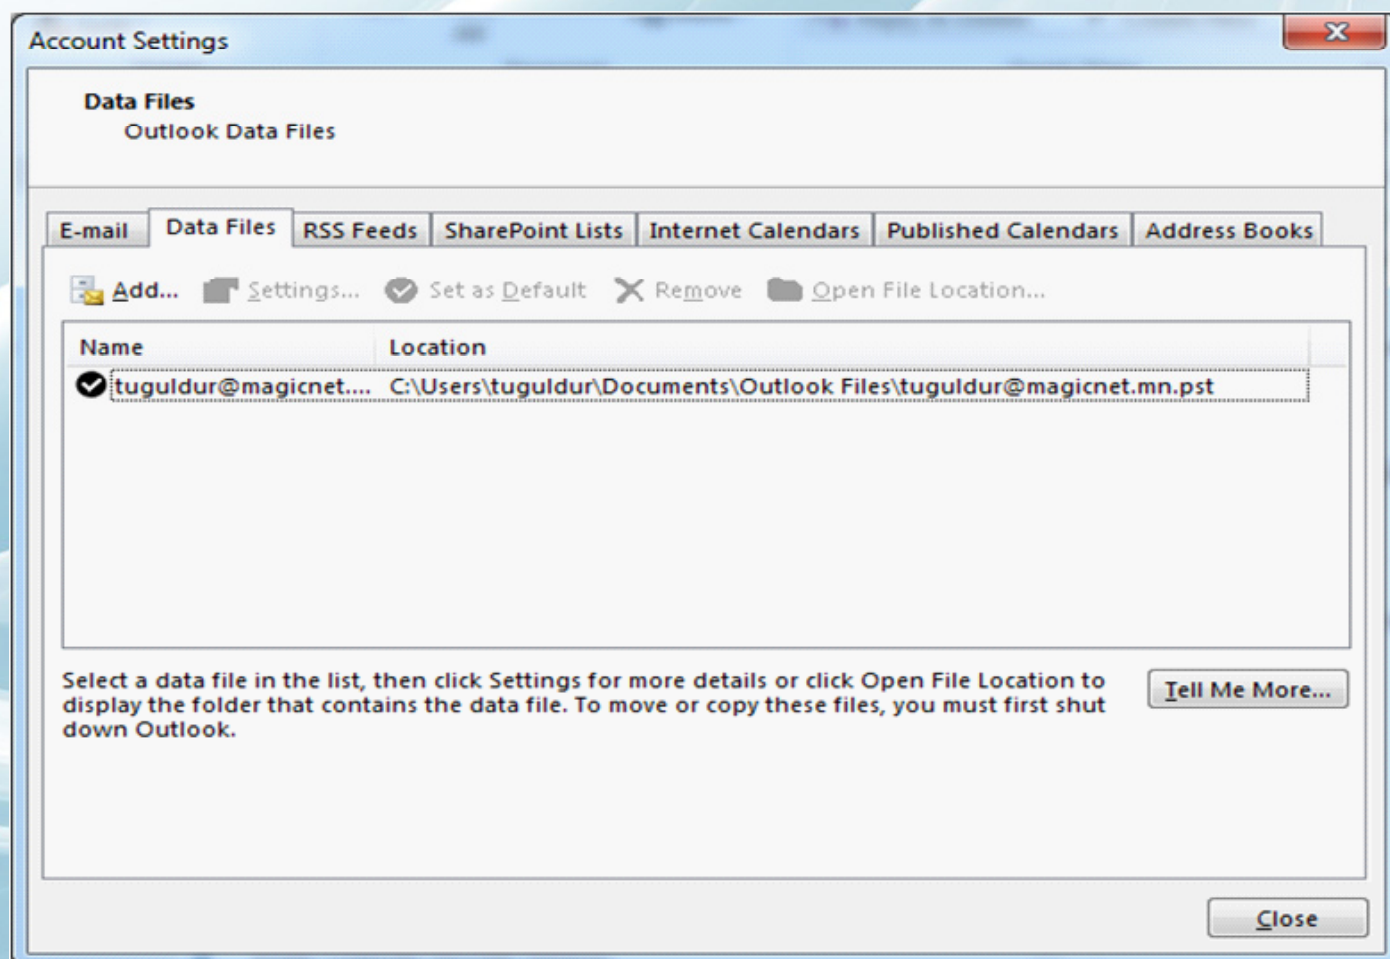 Account Settings
Data Files
Outlook Data Files
E-mail Data Files RSS Feeds SharePoint Lists Internet Calendars Published Calendars Address Books
Add... Settings... Set as Default Remove Open File Location...
Name Location
tuguldur@magicnet.... C:\Users\tuguldur\Documents\Outlook Files\tuguldur@magicnet.mn.pst
Select a data file in the list, then click Settings for more details or click Open File Location to
display the folder that contains the data file. To move or copy these files, you must first shut
down Outlook.
Tell Me More...
Close